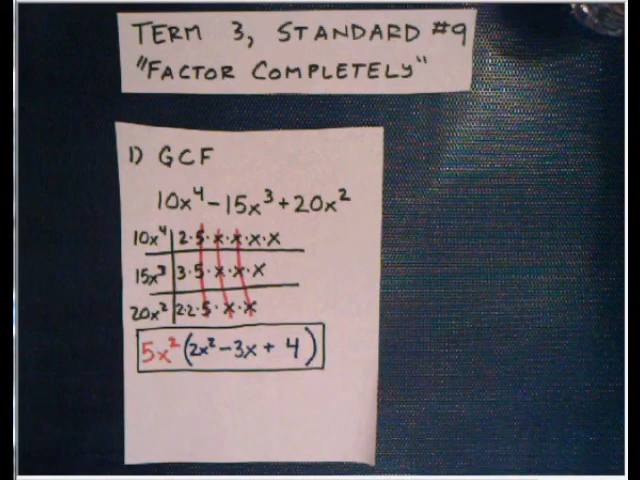 TERM 3, STANDARD #9
"FACTOR COMPLETELY"
1) GCF
10x⁴ - 15x³ + 20x²
10x⁴ 2·5·x·x·x·x
15x³ 3·5·x·x·x
20x² 2·2·5·x·x
5x² (2x² - 3x + 4)